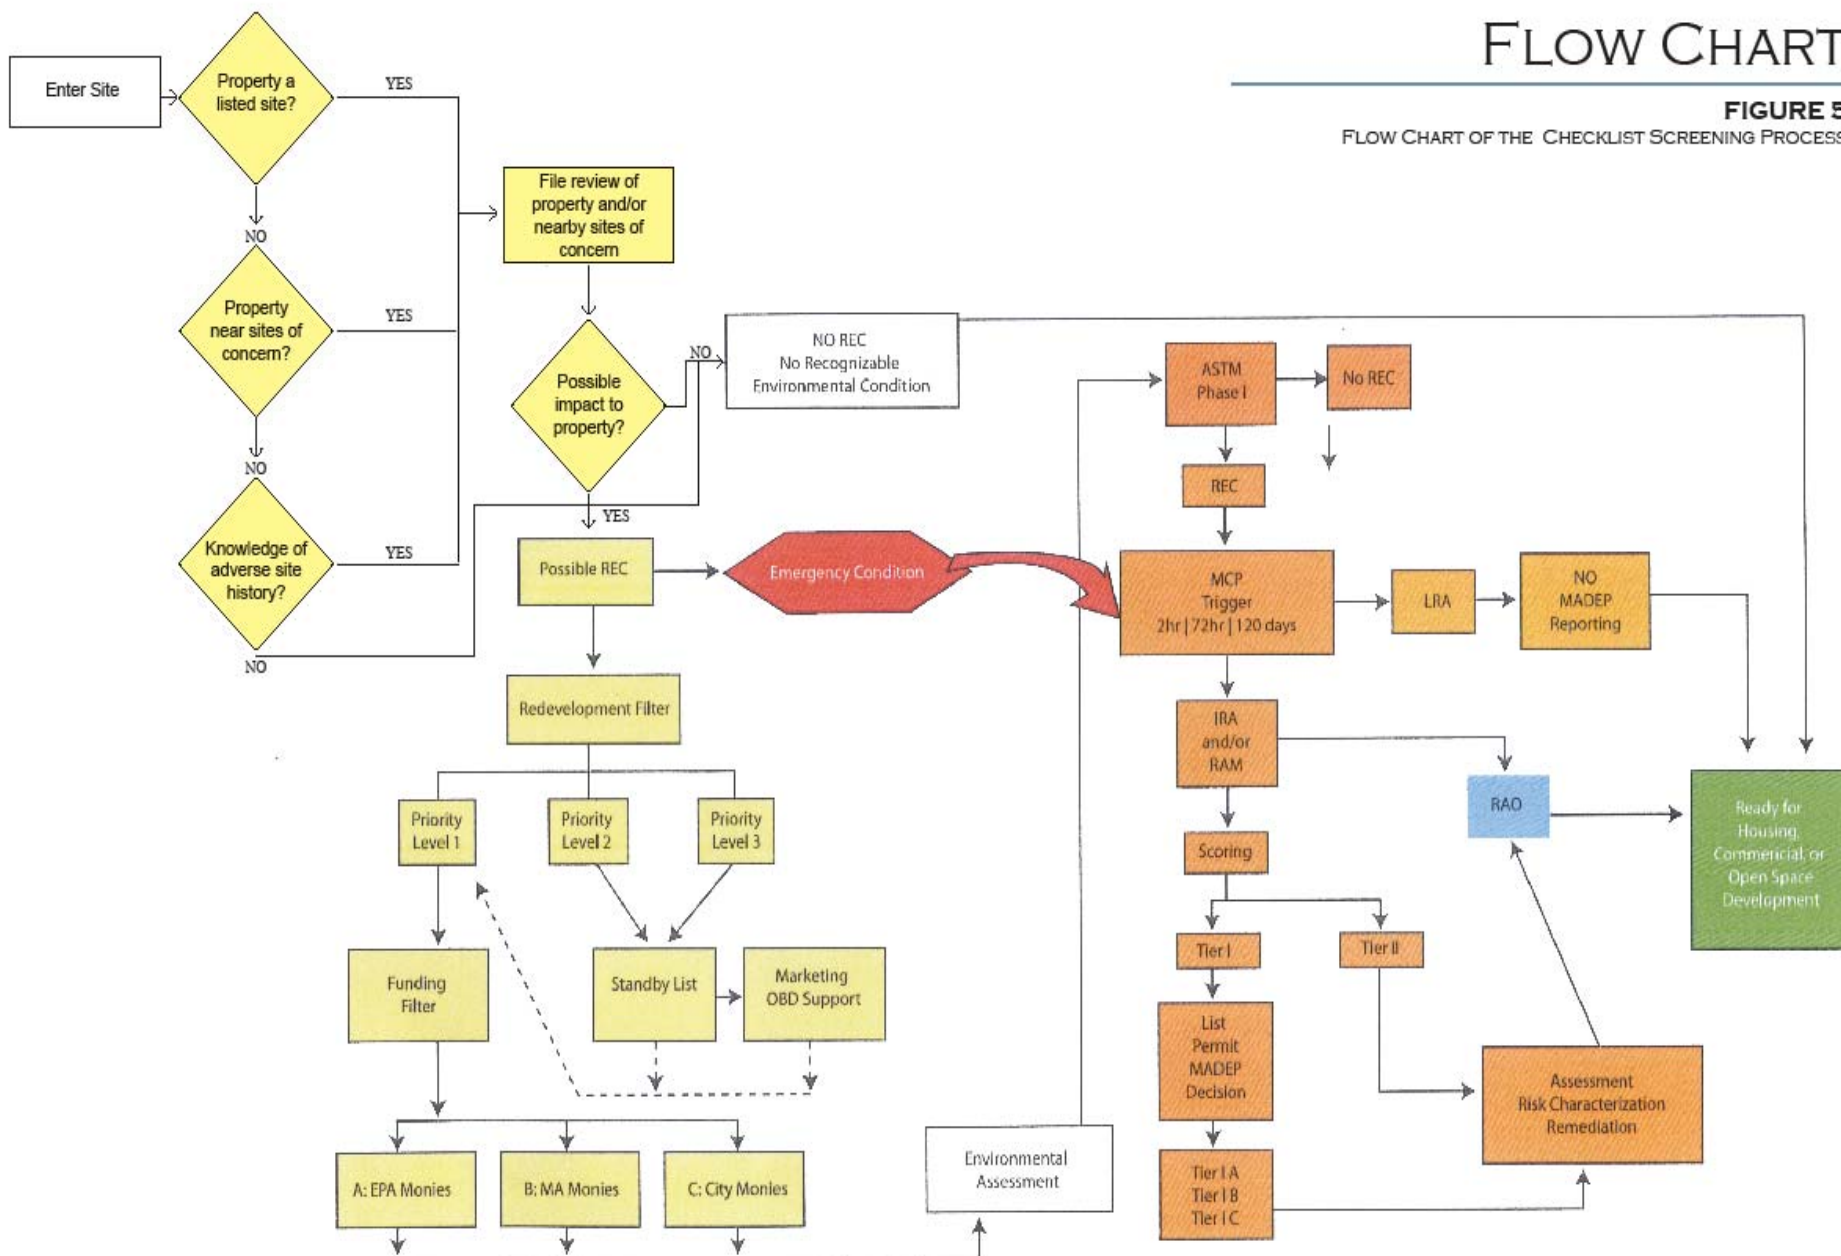 FLOW CHART
FIGURE 5
FLOW CHART OF THE CHECKLIST SCREENING PROCESS
Enter Site
Property a
listed site?
YES
NO
Property
near sites of
concern?
YES
NO
Knowledge of
adverse site
history?
YES
NO
File review of
property and/or
nearby sites of
concern
Possible
impact to
property?
NO
YES
NO REC
No Recognizable
Environmental Condition
Possible REC
Emergency Condition
Redevelopment Filter
Priority
Level 1
Priority
Level 2
Priority
Level 3
Funding
Filter
Standby List
Marketing
OBD Support
A: EPA Monies
B: MA Monies
C: City Monies
Environmental
Assessment
ASTM
Phase I
No REC
REC
MCP
Trigger
2hr | 72hr | 120 days
LRA
NO
MADEP
Reporting
IRA
and/or
RAM
RAO
Scoring
Tier I
Tier II
List
Permit
MADEP
Decision
Tier I A
Tier I B
Tier I C
Assessment
Risk Characterization
Remediation
Ready for
Housing,
Commercial, or
Open Space
Development